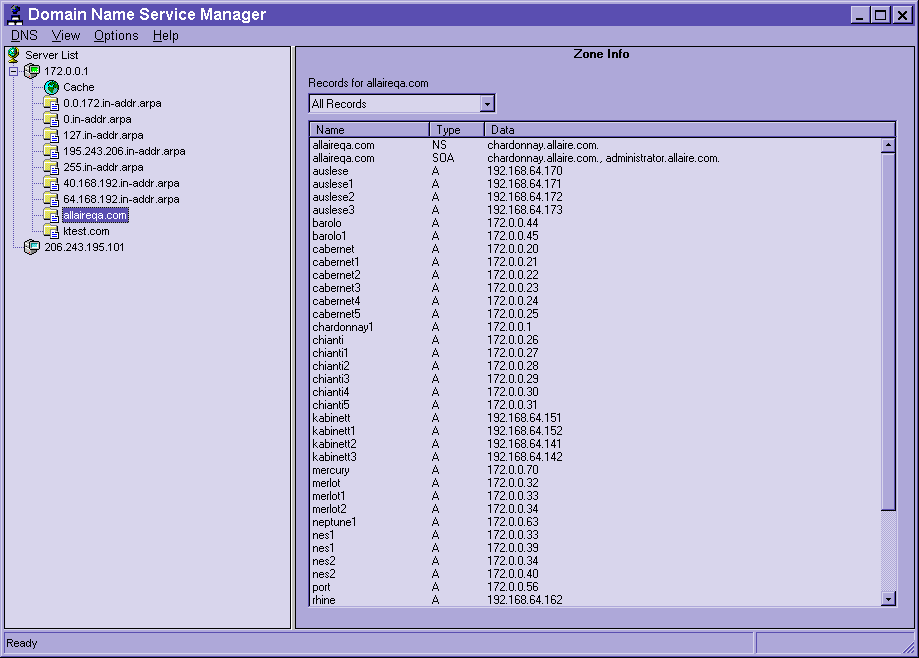 Domain Name Service Manager
DNS View Options Help
Server List
172.0.0.1
Cache
0.0.172.in-addr.arpa
0.in-addr.arpa
127.in-addr.arpa
195.243.206.in-addr.arpa
255.in-addr.arpa
40.168.192.in-addr.arpa
64.168.192.in-addr.arpa
allaireqa.com
ktest.com
206.243.195.101
Zone Info
Records for allaireqa.com
All Records
Name Type Data
allaireqa.com NS chardonnay.allaire.com.
allaireqa.com SOA chardonnay.allaire.com., administrator.allaire.com.
auslese A 192.168.64.170
auslese1 A 192.168.64.171
auslese2 A 192.168.64.172
auslese3 A 192.168.64.173
barolo A 172.0.0.44
barolo1 A 172.0.0.45
cabernet A 172.0.0.20
cabernet1 A 172.0.0.21
cabernet2 A 172.0.0.22
cabernet3 A 172.0.0.23
cabernet4 A 172.0.0.24
cabernet5 A 172.0.0.25
chardonnay1 A 172.0.0.1
chianti A 172.0.0.26
chianti1 A 172.0.0.27
chianti2 A 172.0.0.28
chianti3 A 172.0.0.29
chianti4 A 172.0.0.30
chianti5 A 172.0.0.31
kabinett A 192.168.64.151
kabinett1 A 192.168.64.152
kabinett2 A 192.168.64.141
kabinett3 A 192.168.64.142
mercury A 172.0.0.70
merlot A 172.0.0.32
merlot1 A 172.0.0.33
merlot2 A 172.0.0.34
neptune1 A 172.0.0.63
nes1 A 172.0.0.33
nes1 A 172.0.0.39
nes2 A 172.0.0.34
nes2 A 172.0.0.40
port A 172.0.0.56
rhine A 192.168.64.162
Ready